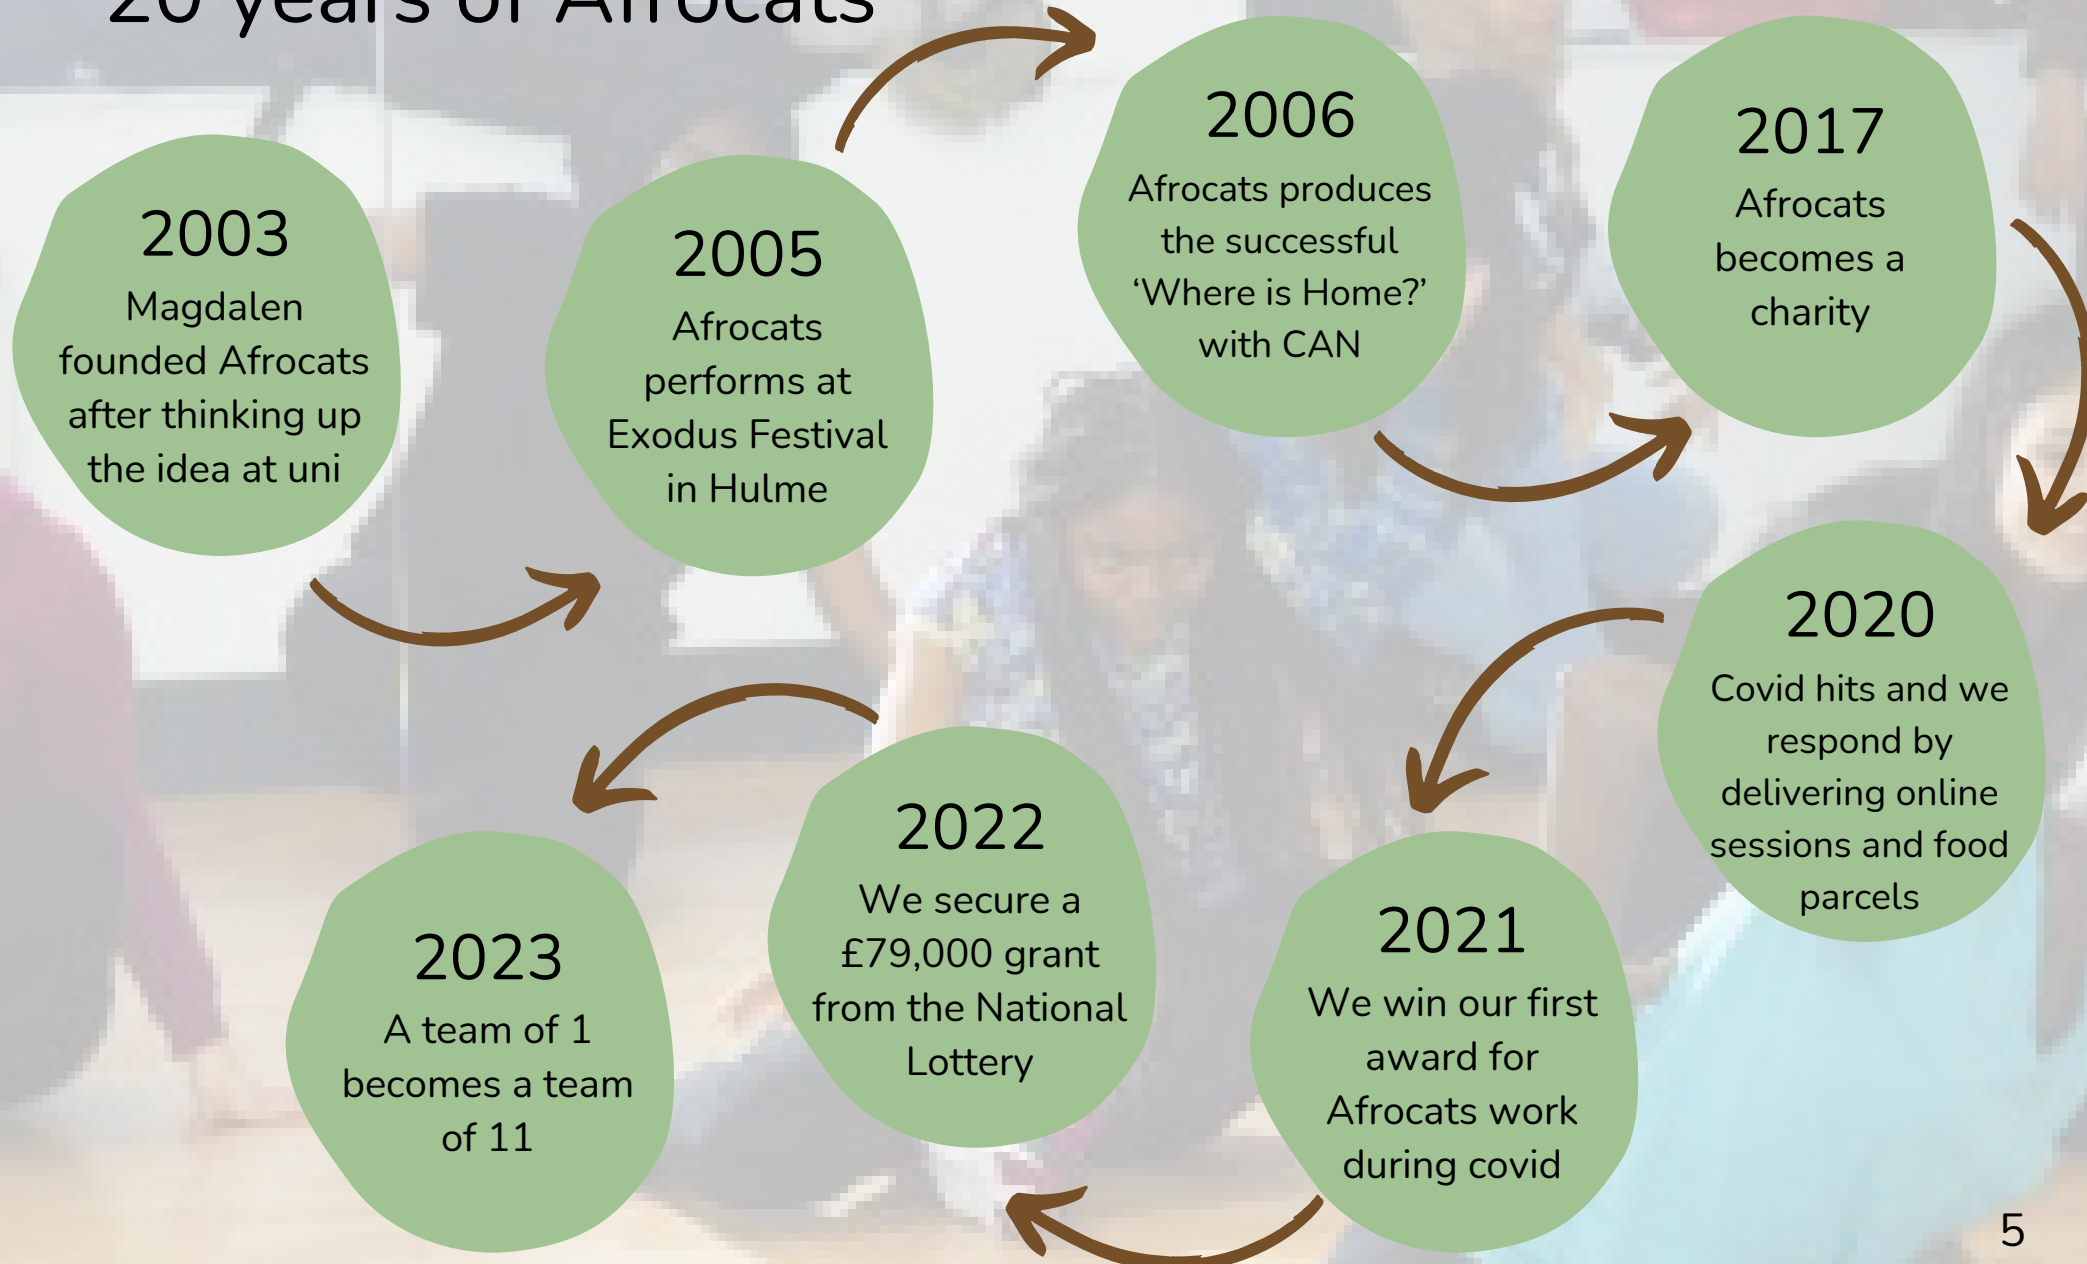 20 years of Afrocats
2003
Magdalen
founded Afrocats
after thinking up
the idea at uni
2005
Afrocats
performs at
Exodus Festival
in Hulme
2006
Afrocats produces
the successful
‘Where is Home?’
with CAN
2017
Afrocats
becomes a
charity
2020
Covid hits and we
respond by
delivering online
sessions and food
parcels
2021
We win our first
award for
Afrocats work
during covid
2022
We secure a
£79,000 grant
from the National
Lottery
2023
A team of 1
becomes a team
of 11
5